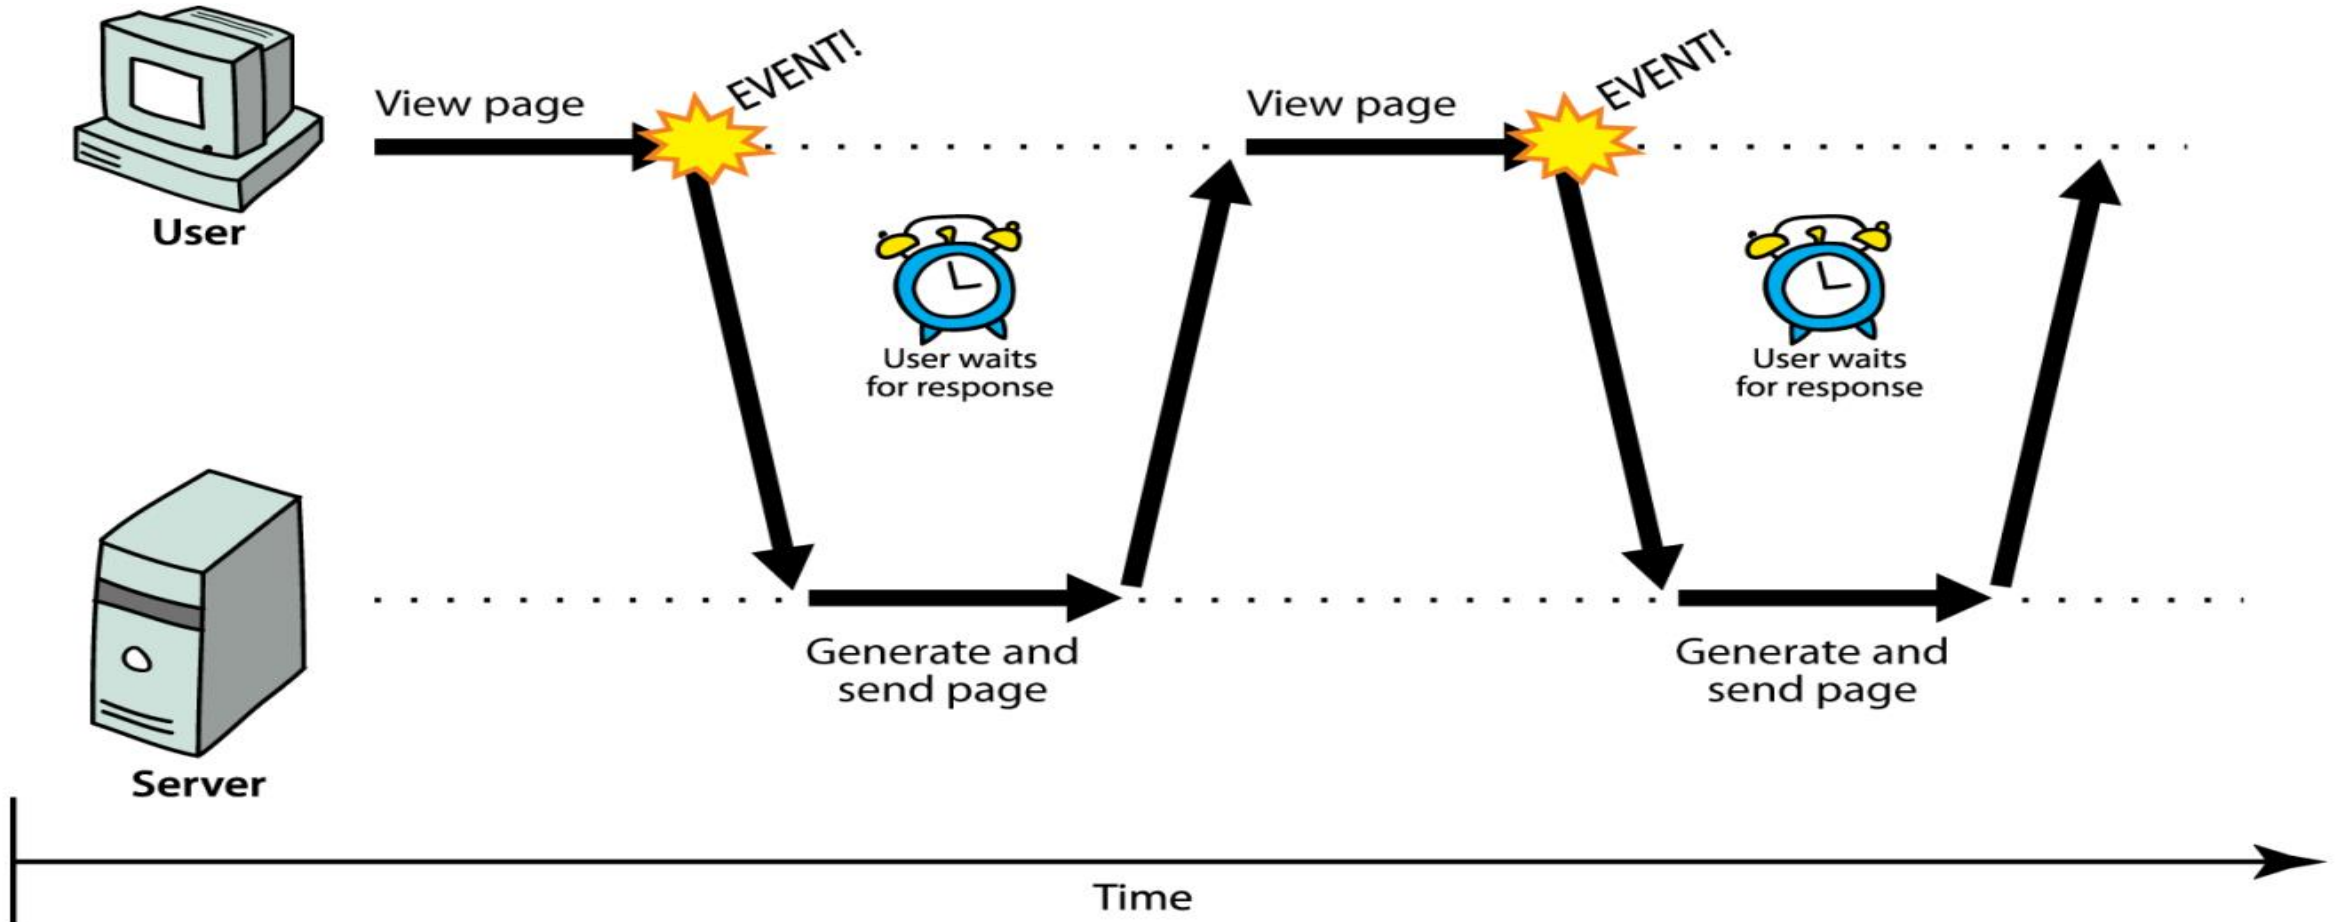 View page
EVENT!
View page
EVENT!
User
User waits
for response
User waits
for response
Generate and
send page
Generate and
send page
Server
Time